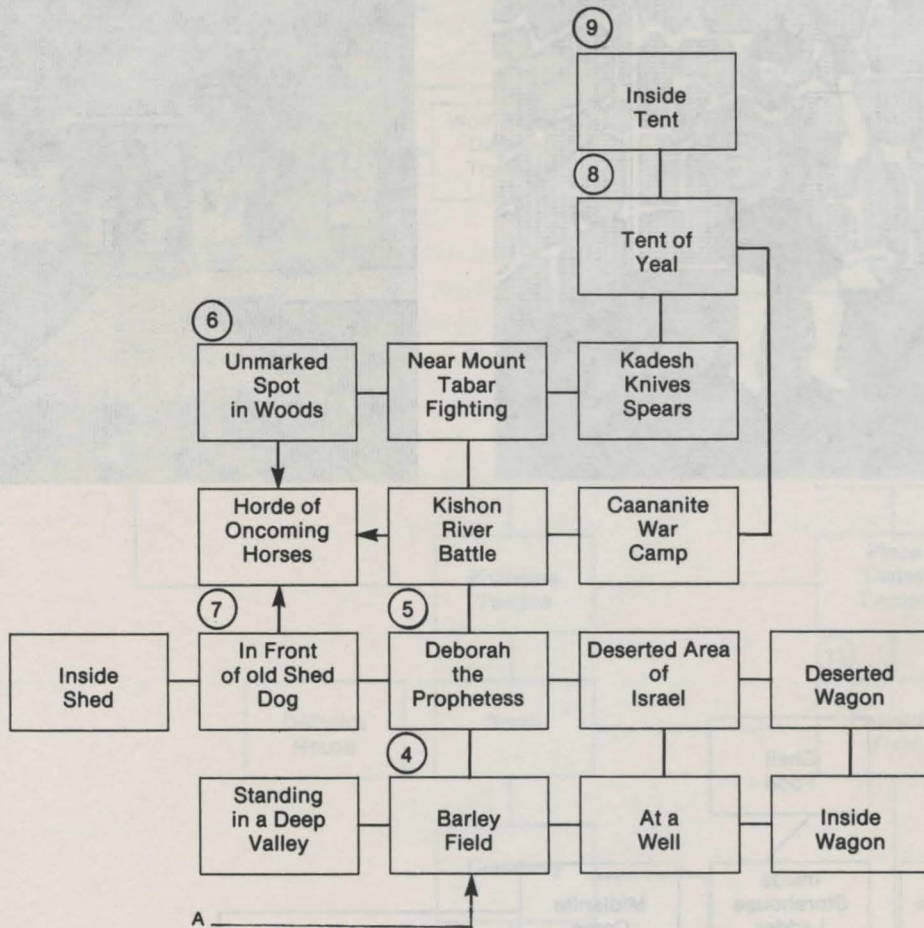 9
Inside
Tent
8
Tent of
Yeal
6
Unmarked
Spot
in Woods
Near Mount
Tabar
Fighting
Kadesh
Knives
Spears
Horde of
Oncoming
Horses
Kishon
River
Battle
Caananite
War
Camp
7
5
Inside
Shed
In Front
of old Shed
Dog
Deborah
the
Prophetess
Deserted Area
of
Israel
Deserted
Wagon
4
Standing
in a Deep
Valley
Barley
Field
At a
Well
Inside
Wagon
A